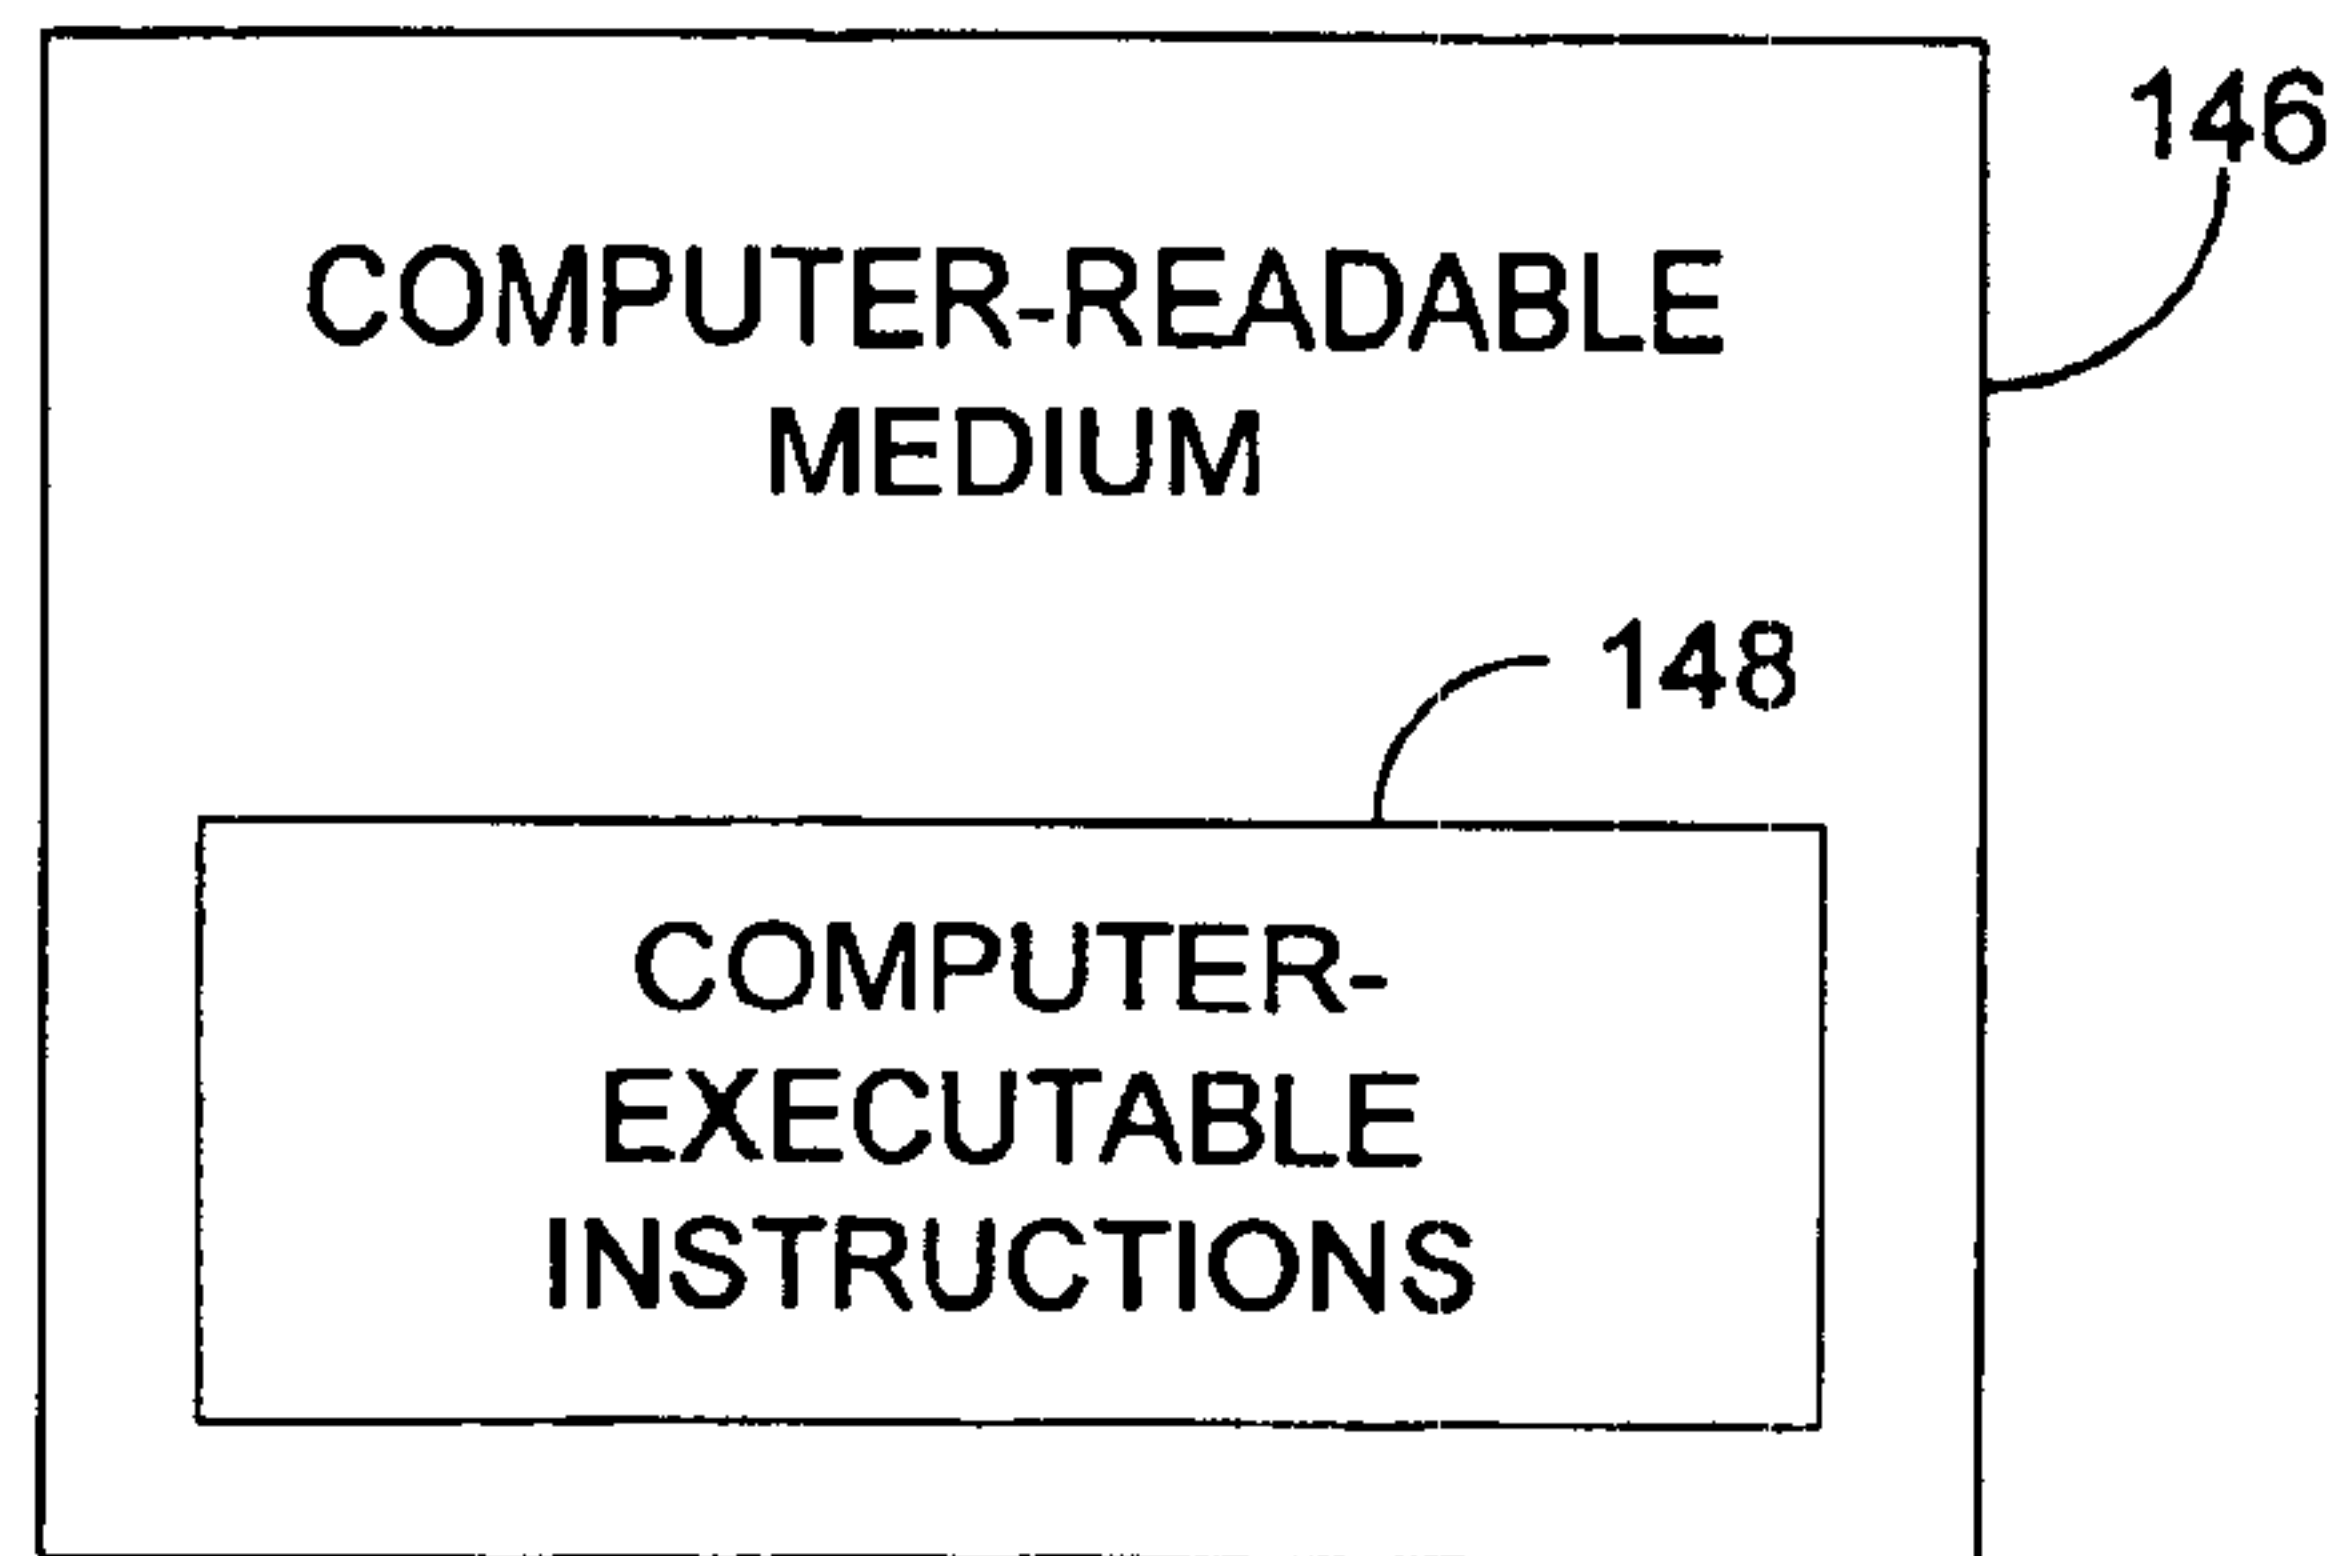 146
COMPUTER-READABLE
MEDIUM
148
COMPUTER-
EXECUTABLE
INSTRUCTIONS